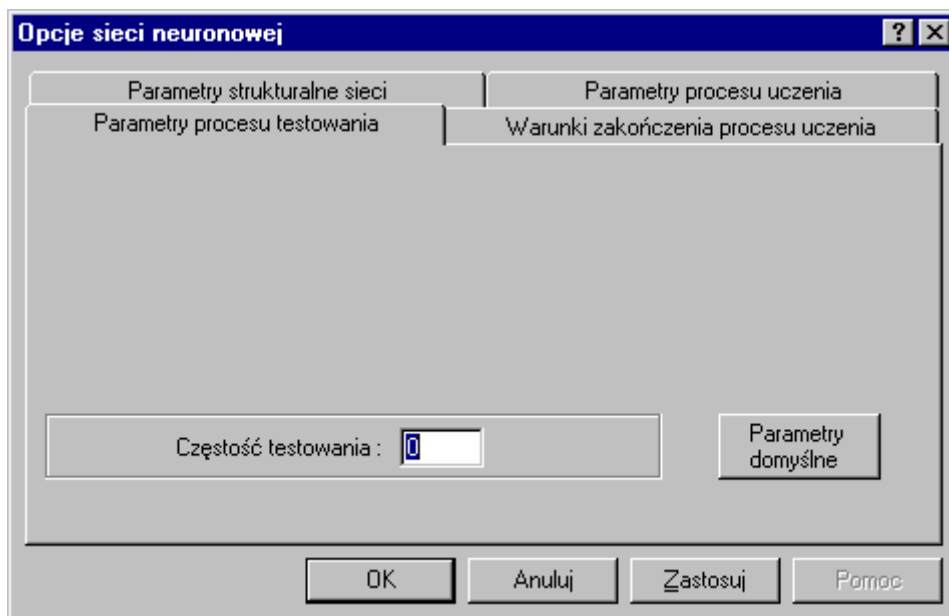 Opcje sieci neuronowej
Parametry strukturalne sieci
Parametry procesu uczenia
Parametry procesu testowania
Warunki zakończenia procesu uczenia
Częstość testowania : 0
Parametry
domyślne
OK
Anuluj
Zastosuj
Pomoc